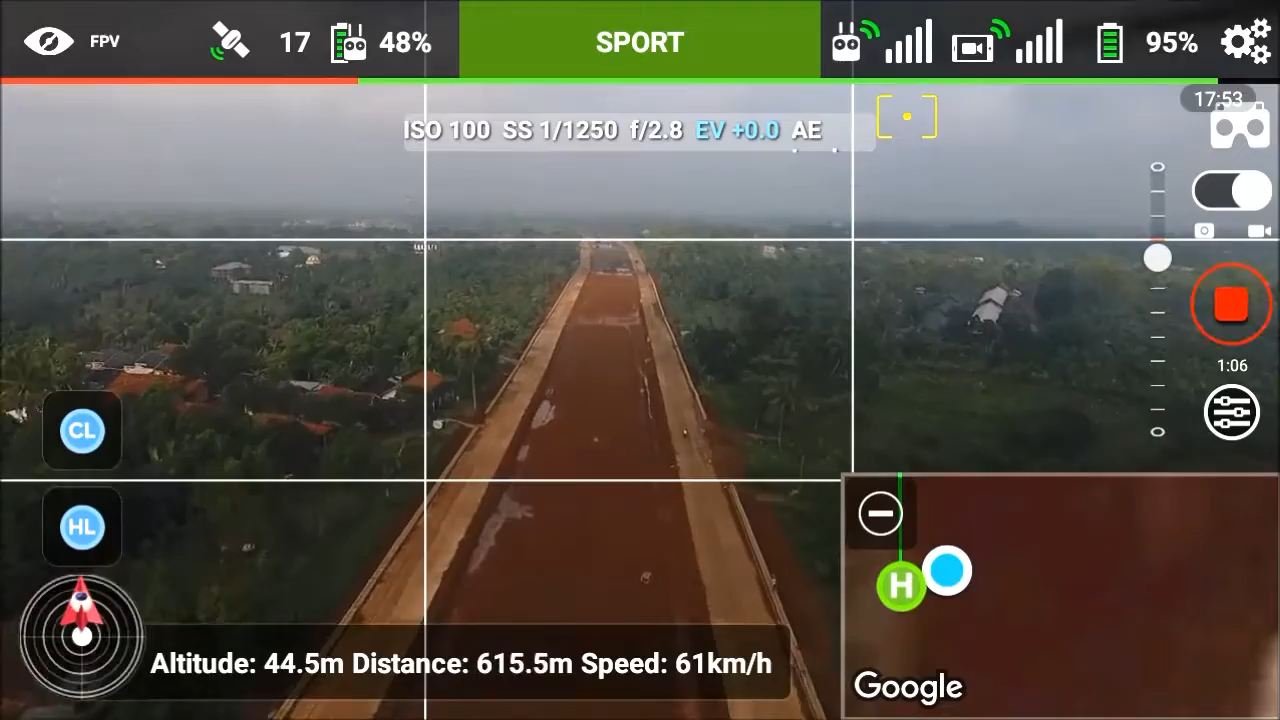 FPV 17 48% SPORT 95%
17:53
ISO 100 SS 1/1250 f/2.8 EV +0.0 AE
1:06
CL
HL
H
Altitude: 44.5m Distance: 615.5m Speed: 61km/h
Google